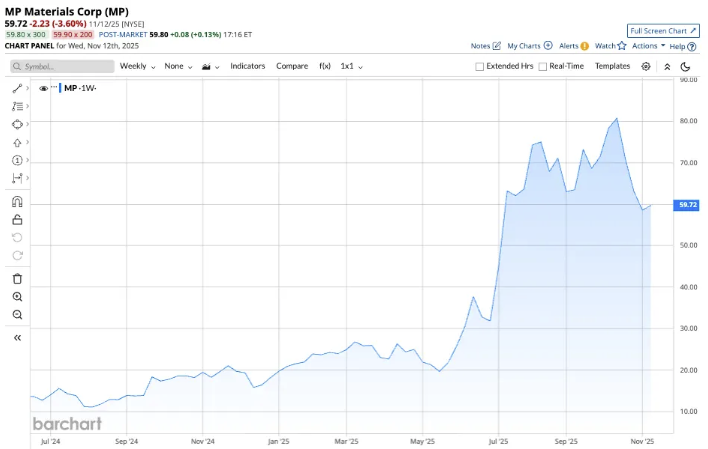 MP Materials Corp (MP)
59.72 -2.23 (-3.60%) 11/12/25 [NYSE]
59.80 x 300 59.90 x 200 POST-MARKET 59.80 +0.08 (+0.13%) 17:16 ET
Full Screen Chart
CHART PANEL for Wed, Nov 12th, 2025
Notes My Charts Alerts Watch Actions Help
Symbol... Weekly None Indicators Compare f(x) 1x1 Extended Hrs Real-Time Templates
MP ·1W·
90.00
80.00
70.00
59.72
50.00
40.00
30.00
20.00
10.00
barchart
Jul '24 Sep '24 Nov '24 Jan '25 Mar '25 May '25 Jul '25 Sep '25 Nov '25